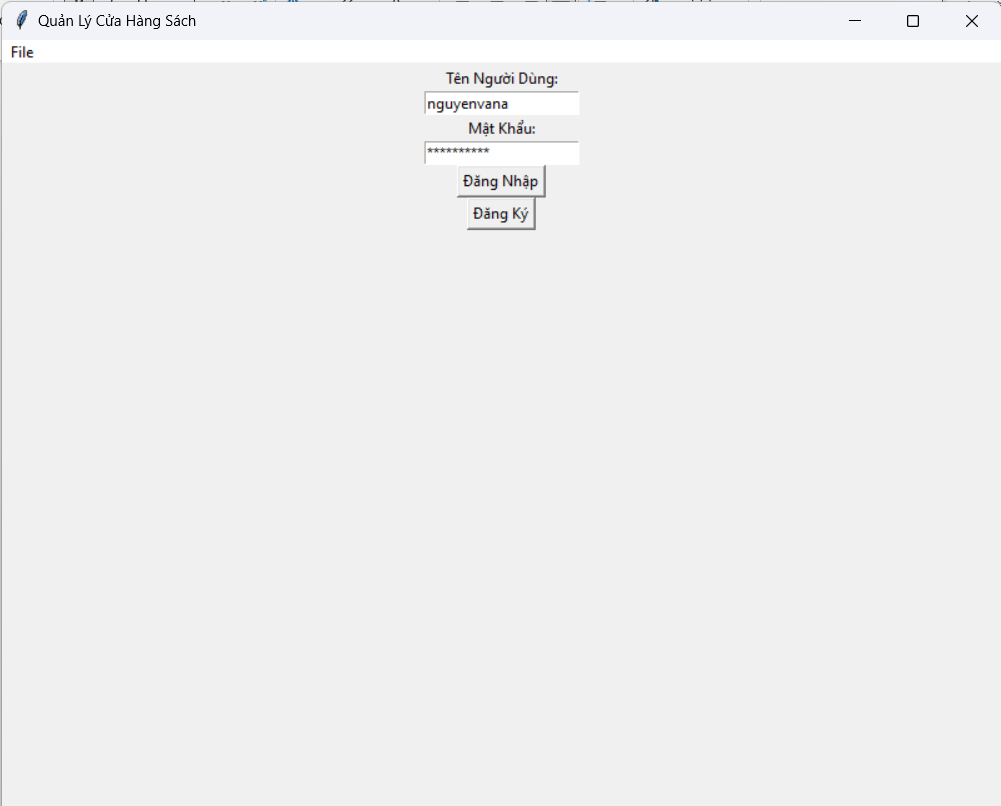 Quản Lý Cửa Hàng Sách
File
Tên Người Dùng:
nguyenvana
Mật Khẩu:
**********
Đăng Nhập
Đăng Ký